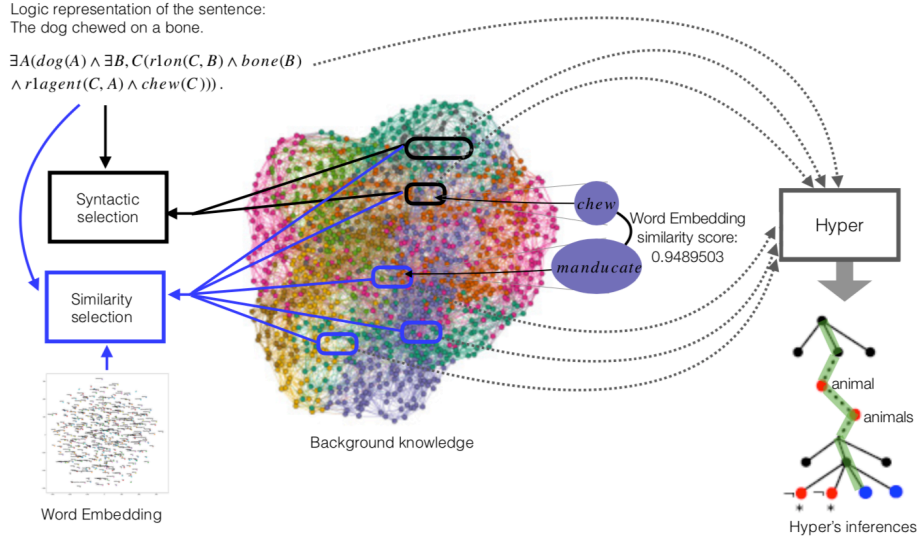 Logic representation of the sentence:
The dog chewed on a bone.
∃A(dog(A) ∧ ∃B, C(r1on(C, B) ∧ bone(B)
∧ r1agent(C, A) ∧ chew(C))).
Syntactic
selection
Similarity
selection
Word Embedding
Background knowledge
chew
manducate
Word Embedding
similarity score:
0.9489503
Hyper
animal
animals
¬ ¬
* *
Hyper's inferences